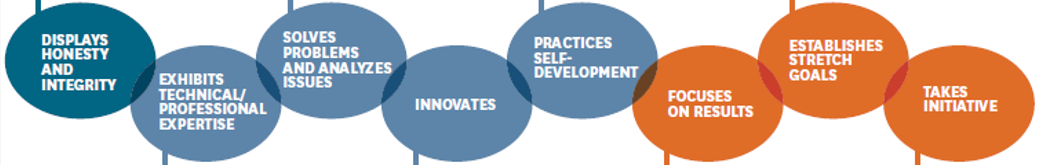 DISPLAYS
HONESTY
AND
INTEGRITY
EXHIBITS
TECHNICAL/
PROFESSIONAL
EXPERTISE
SOLVES
PROBLEMS
AND ANALYZES
ISSUES
INNOVATES
PRACTICES
SELF-
DEVELOPMENT
FOCUSES
ON RESULTS
ESTABLISHES
STRETCH
GOALS
TAKES
INITIATIVE